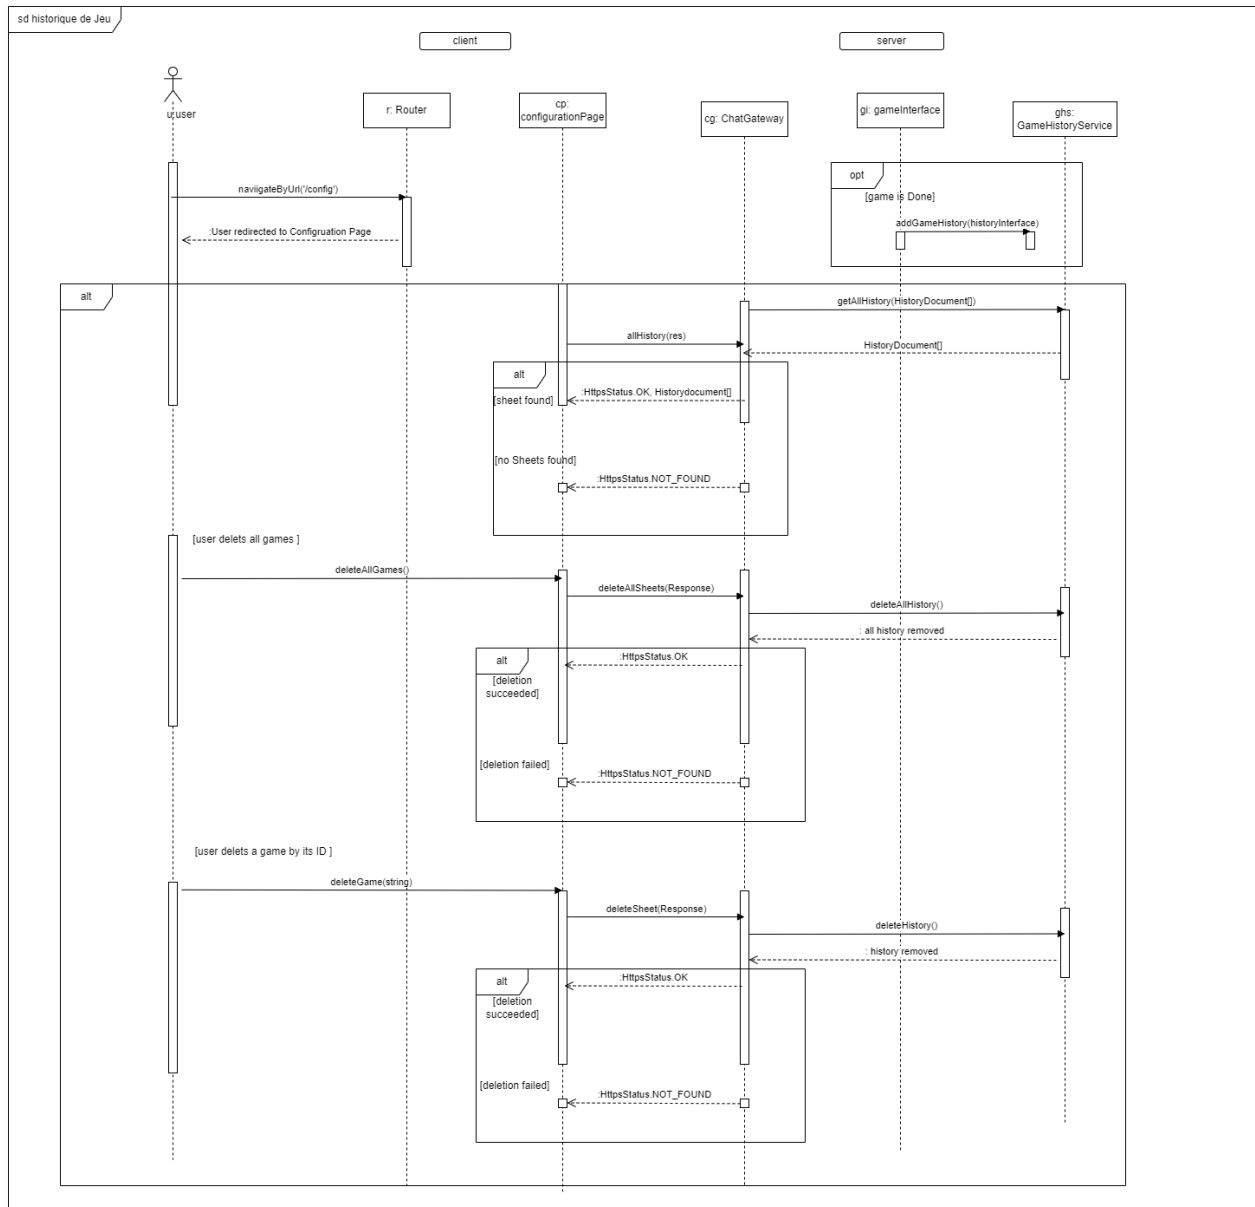 sd historique de Jeu
client
server
u:user
r: Router
cp:
configurationPage
cg: ChatGateway
gi: gameInterface
ghs:
GameHistoryService
naviigateByUrl('/config')
:User redirected to Configruation Page
opt
[game is Done]
addGameHistory(historyInterface)
alt
getAllHistory(HistoryDocument[])
allHistory(res)
HistoryDocument[]
alt
[sheet found]
:HttpsStatus.OK, Historydocument[]
[no Sheets found]
:HttpsStatus.NOT_FOUND
[user delets all games ]
deleteAllGames()
deleteAllSheets(Response)
deleteAllHistory()
: all history removed
alt
:HttpsStatus.OK
[deletion
succeeded]
[deletion failed]
:HttpsStatus.NOT_FOUND
[user delets a game by its ID ]
deleteGame(string)
deleteSheet(Response)
deleteHistory()
: history removed
alt
:HttpsStatus.OK
[deletion
succeeded]
[deletion failed]
:HttpsStatus.NOT_FOUND